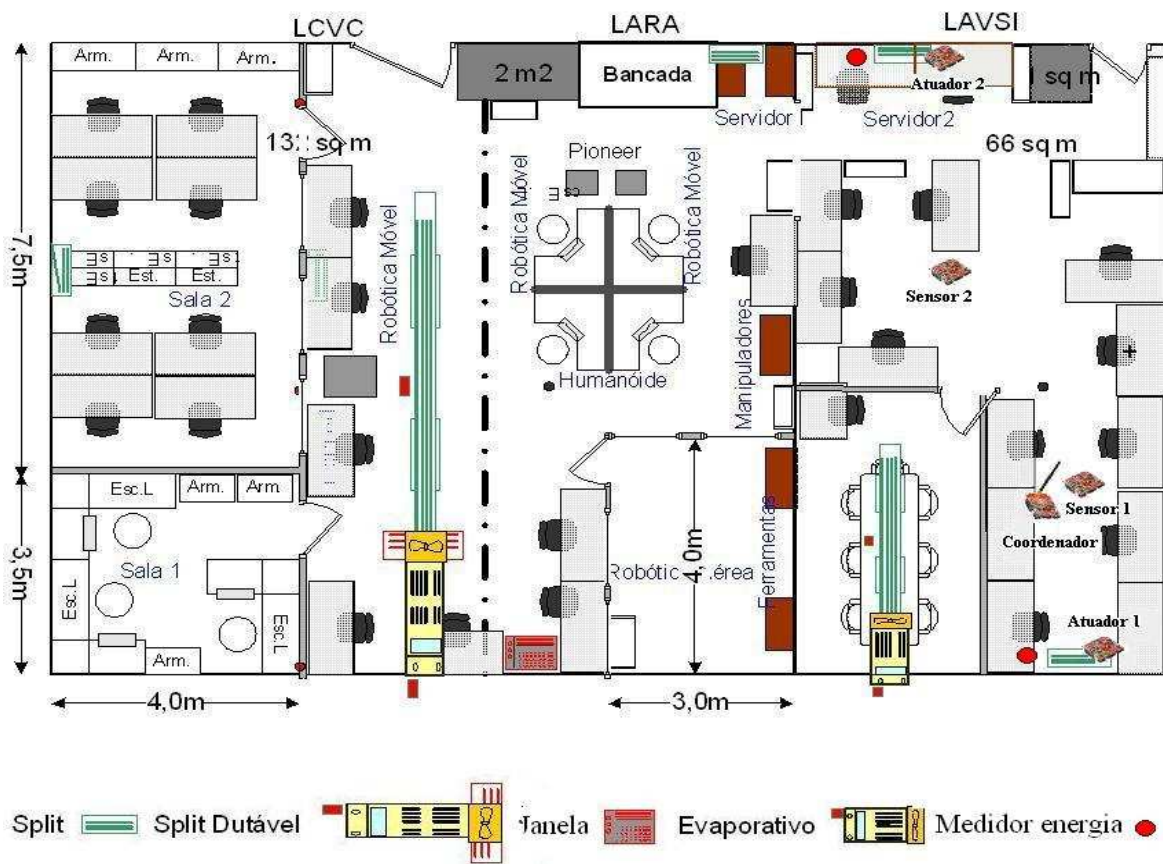 LCVC
LARA
LAVSI
Arm. Arm. Arm.
2 m2
Bancada
Atuador 2
sq m
Servidor
Servidor2
sq m
66 sq m
Pioneer
Robótica Móvel
Robótica Móvel
Robótica Móvel
7,5m
Est. Est.
Sala 2
Sensor 2
Humanóide
Manipuladores
3,5m
Esc.L Arm. Arm.
Sala 1
Esc.L
Esc.L
Arm.
4,0m
Ferramentas
Sensor 1
Coordenador
Atuador 1
4,0m
3,0m
Split
Split Dutável
Janela
Evaporativo
Medidor energia